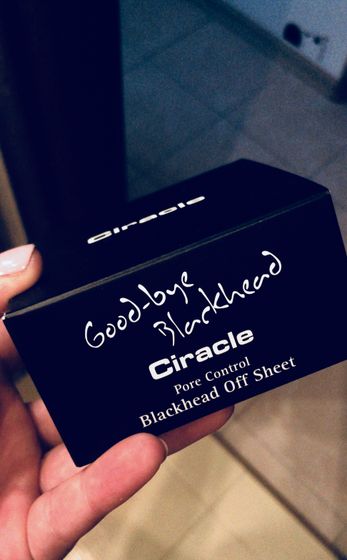 Ciracle
Good-bye
Blackhead
Ciracle
Pore Control
Blackhead Off Sheet